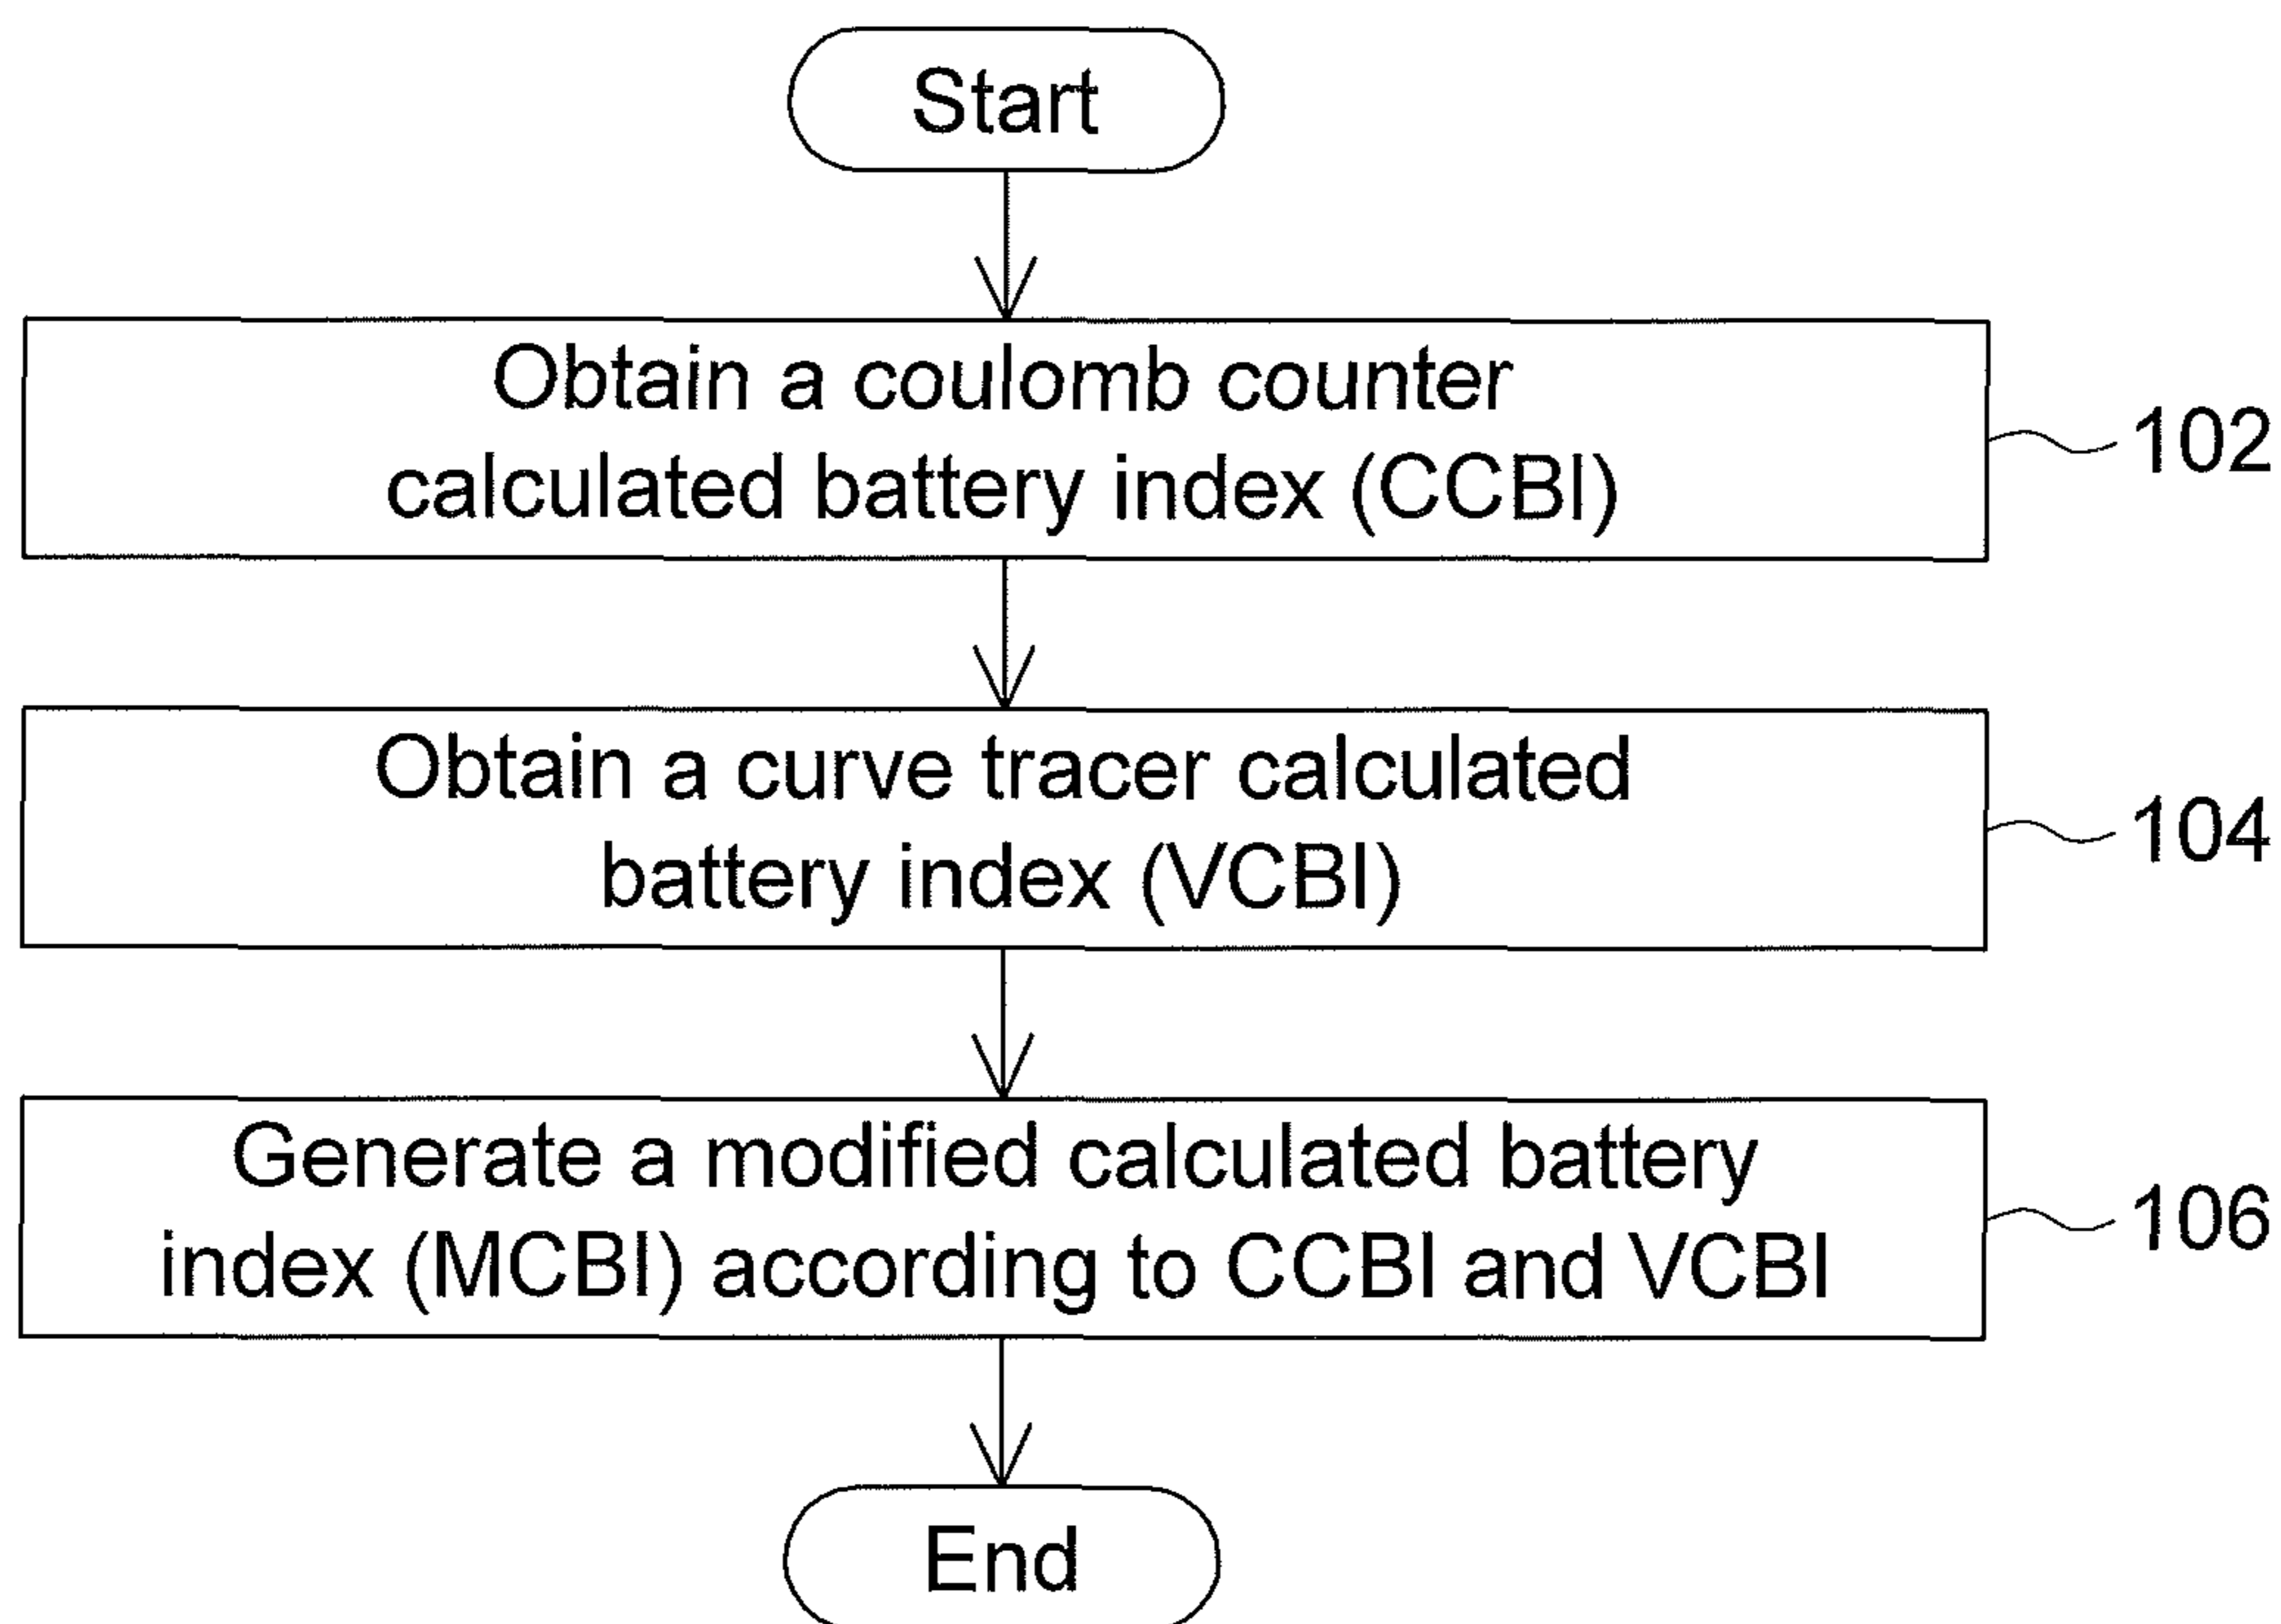 Start
Obtain a coulomb counter
calculated battery index (CCBI)
102
Obtain a curve tracer calculated
battery index (VCBI)
104
Generate a modified calculated battery
index (MCBI) according to CCBI and VCBI
106
End